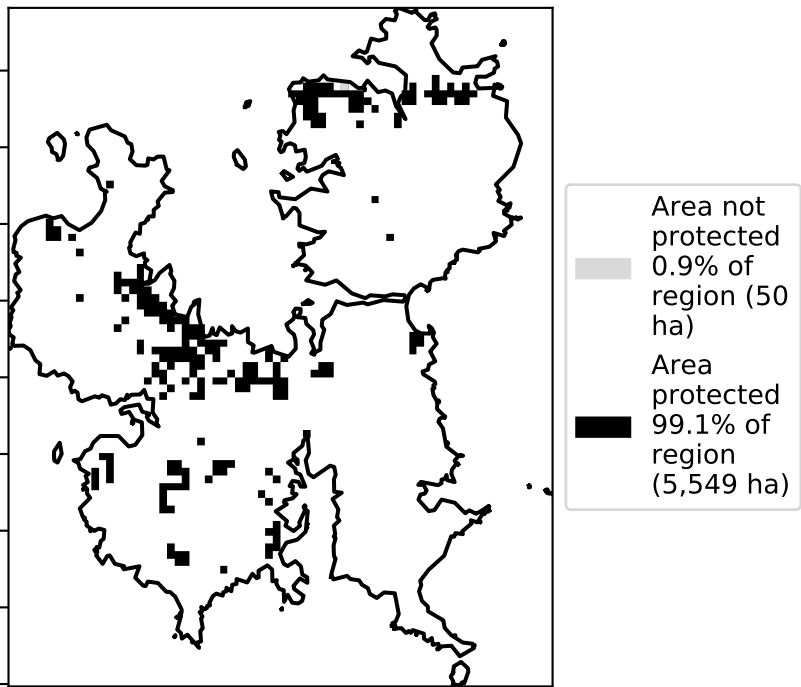 Area not
protected
0.9% of
region (50
ha)
Area
protected
99.1% of
region
(5,549 ha)